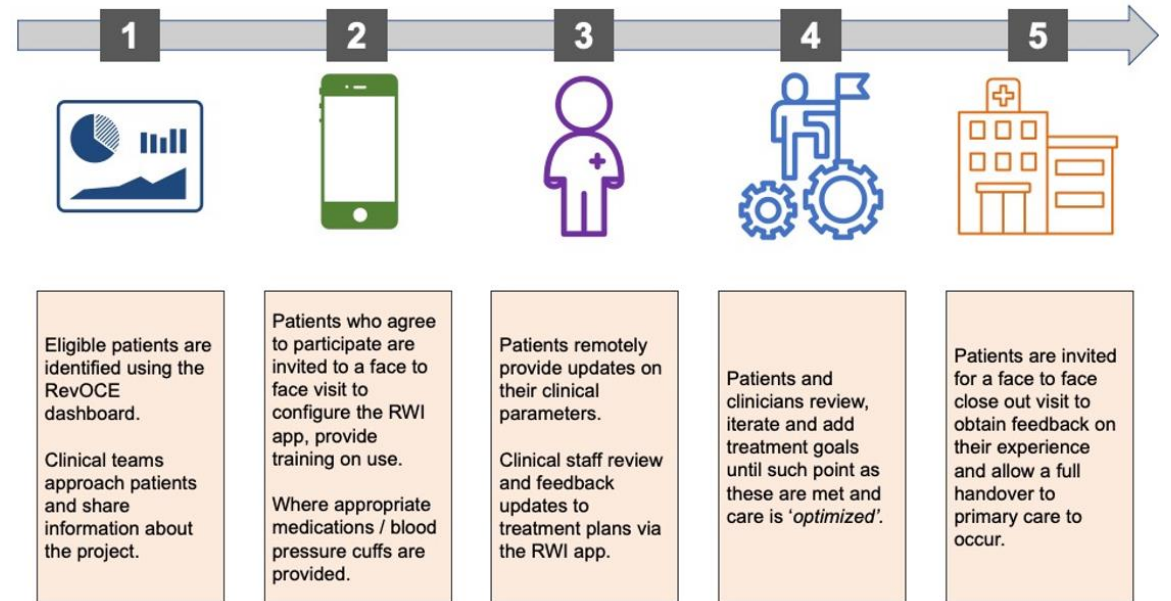 1
2
3
4
5
Eligible patients are
identified using the
RevOCE
dashboard.
Clinical teams
approach patients
and share
information about
the project.
Patients who agree
to participate are
invited to a face to
face visit to
configure the RWI
app, provide
training on use.
Where appropriate
medications / blood
pressure cuffs are
provided.
Patients remotely
provide updates on
their clinical
parameters.
Clinical staff review
and feedback
updates to
treatment plans via
the RWI app.
Patients and
clinicians review,
iterate and add
treatment goals
until such point as
these are met and
care is ‘optimized’.
Patients are invited
for a face to face
close out visit to
obtain feedback on
their experience
and allow a full
handover to
primary care to
occur.